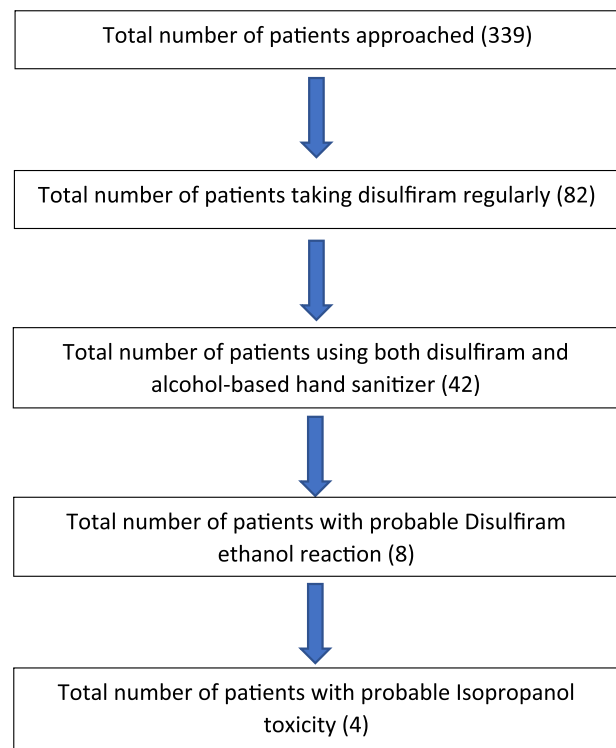 Total number of patients approached (339)
Total number of patients taking disulfiram regularly (82)
Total number of patients using both disulfiram and
alcohol-based hand sanitizer (42)
Total number of patients with probable Disulfiram
ethanol reaction (8)
Total number of patients with probable Isopropanol
toxicity (4)